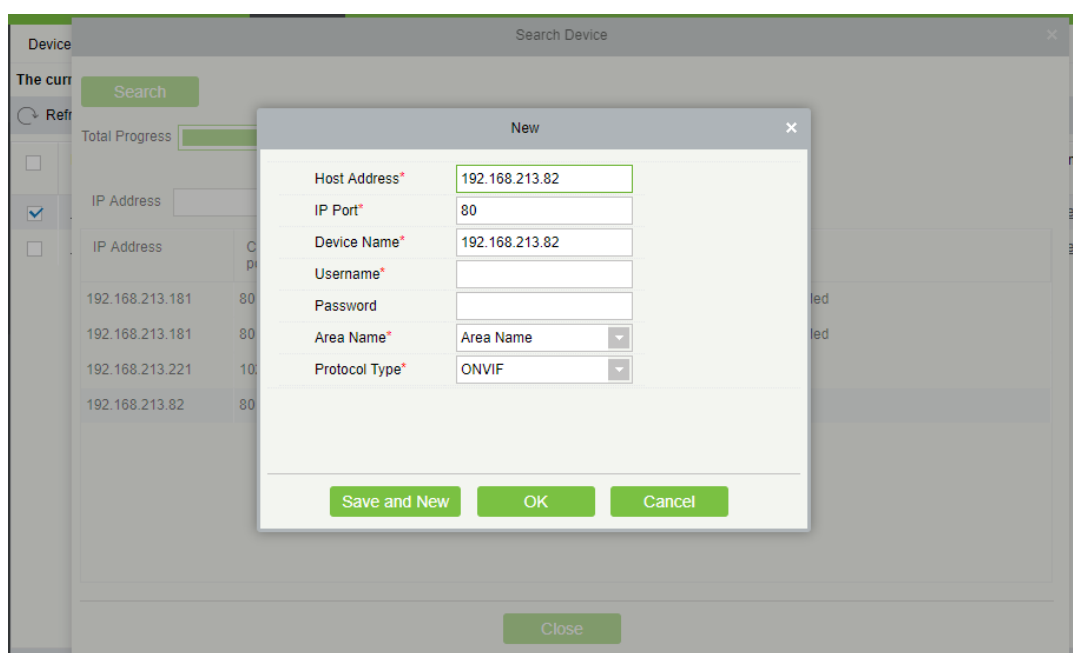 Search Device
Device
The curr
Search
Refr
Total Progress
New
Host Address* 192.168.213.82
IP Port* 80
IP Address
Device Name* 192.168.213.82
IP Address
Username*
192.168.213.181 80 Password led
192.168.213.181 80 Area Name* Area Name led
192.168.213.221 10 Protocol Type* ONVIF
192.168.213.82 80
Save and New OK Cancel
Close